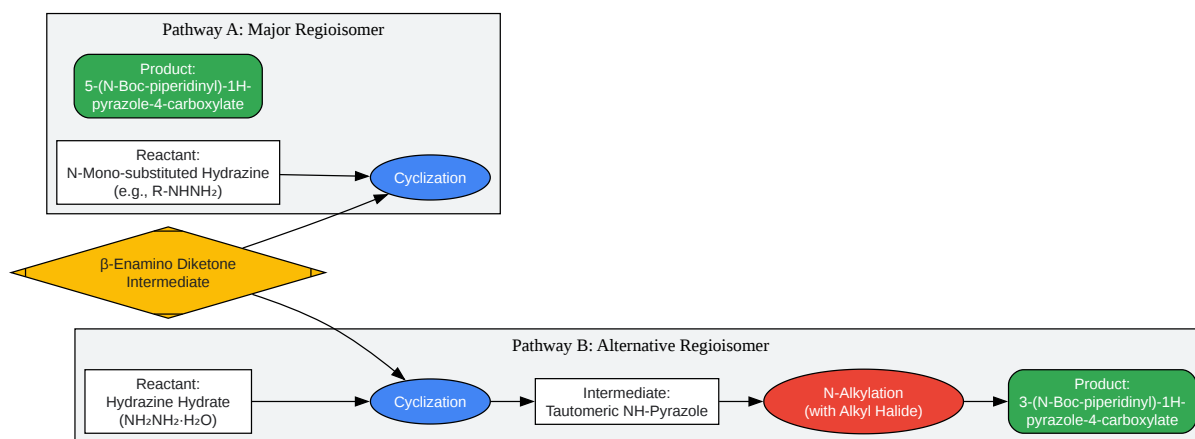 Pathway A: Major Regioisomer
Product:
5-(N-Boc-piperidinyl)-1H-
pyrazole-4-carboxylate
Reactant:
N-Mono-substituted Hydrazine
(e.g., R-NHNH₂)
Cyclization
β-Enamino Diketone
Intermediate
Pathway B: Alternative Regioisomer
Reactant:
Hydrazine Hydrate
(NH₂NH₂·H₂O)
Cyclization
Intermediate:
Tautomeric NH-Pyrazole
N-Alkylation
(with Alkyl Halide)
Product:
3-(N-Boc-piperidinyl)-1H-
pyrazole-4-carboxylate